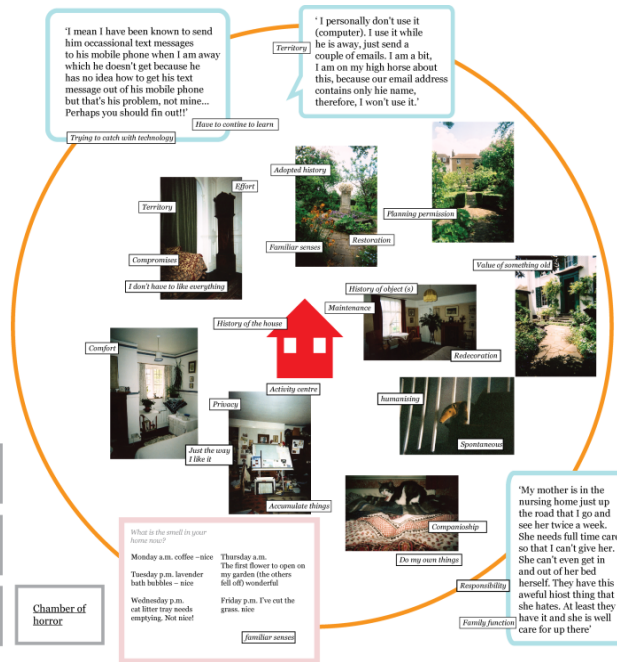 ‘I mean I have been known to send
him occassional text messages
to his mobile phone when I am away
which he doesn't get because he
has no idea how to get his text
message out of his mobile phone
but that's his problem, not mine...
Perhaps you should fin out!!’
Have to contine to learn
Trying to catch with technology
‘ I personally don't use it
(computer). I use it while
he is away, just send a
couple of emails. I am a bit,
I am on my high horse about
this, because our email address
contains only hie name,
therefore, I won't use it.’
Territory
Effort
Territory
Compromises
I don't have to like everything
Adopted history
Restoration
Familiar senses
Planning permission
Value of something old
History of object (s)
Maintenance
Redecoration
History of the house
Activity centre
Comfort
Privacy
Just the way
I like it
Accumulate things
humanising
Spontaneous
Companioship
Do my own things
What is the smell in your
home now?
Monday a.m. coffee –nice
Tuesday p.m. lavender
bath bubbles – nice
Wednesday p.m.
cat litter tray needs
emptying. Not nice!
Thursday a.m.
The first flower to open on
my garden (the others
fell off) wonderful
Friday p.m. I've cut the
grass. nice
familiar senses
‘My mother is in the
nursing home just up
the road that I go and
see her twice a week.
She needs full time care
so that I can't give her.
She can't even get in
and out of her bed
herself. They have this
aweful hiost thing that
she hates. At least they
have it and she is well
care for up there’
Responsibility
Family function
Chamber of
horror